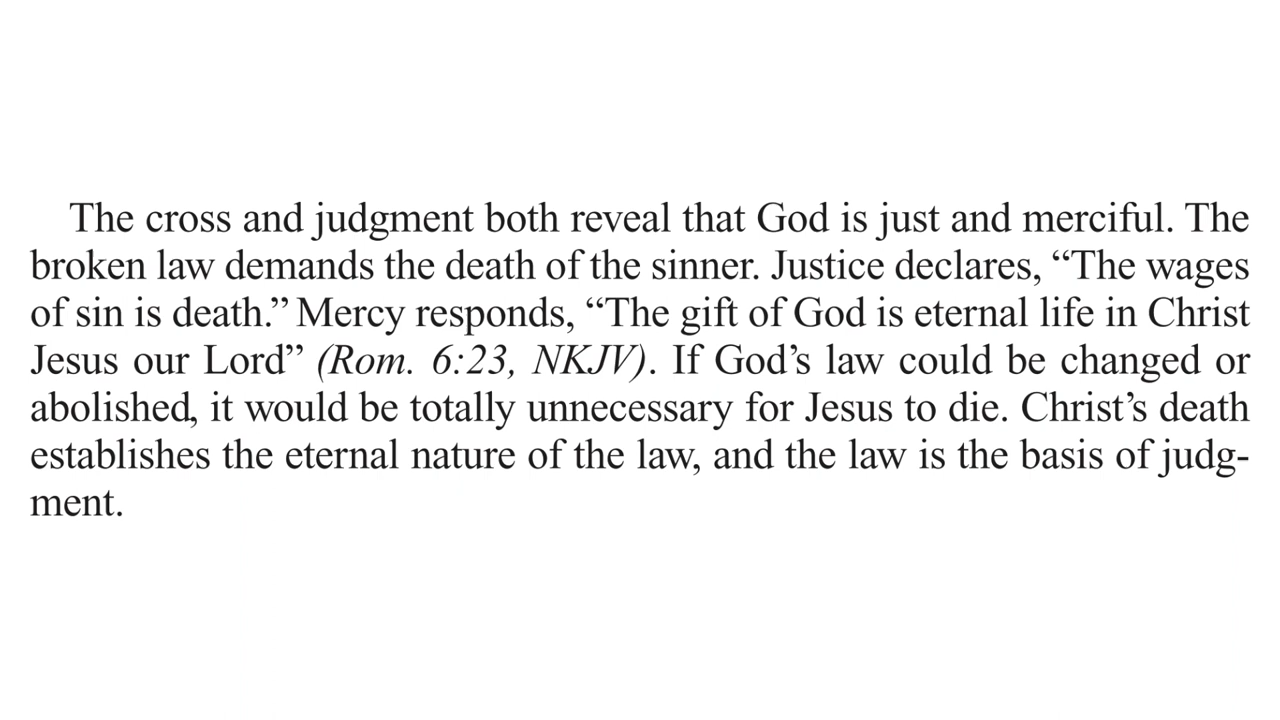 The cross and judgment both reveal that God is just and merciful. The
broken law demands the death of the sinner. Justice declares, “The wages
of sin is death.” Mercy responds, “The gift of God is eternal life in Christ
Jesus our Lord” (Rom. 6:23, NKJV). If God’s law could be changed or
abolished, it would be totally unnecessary for Jesus to die. Christ’s death
establishes the eternal nature of the law, and the law is the basis of judg-
ment.